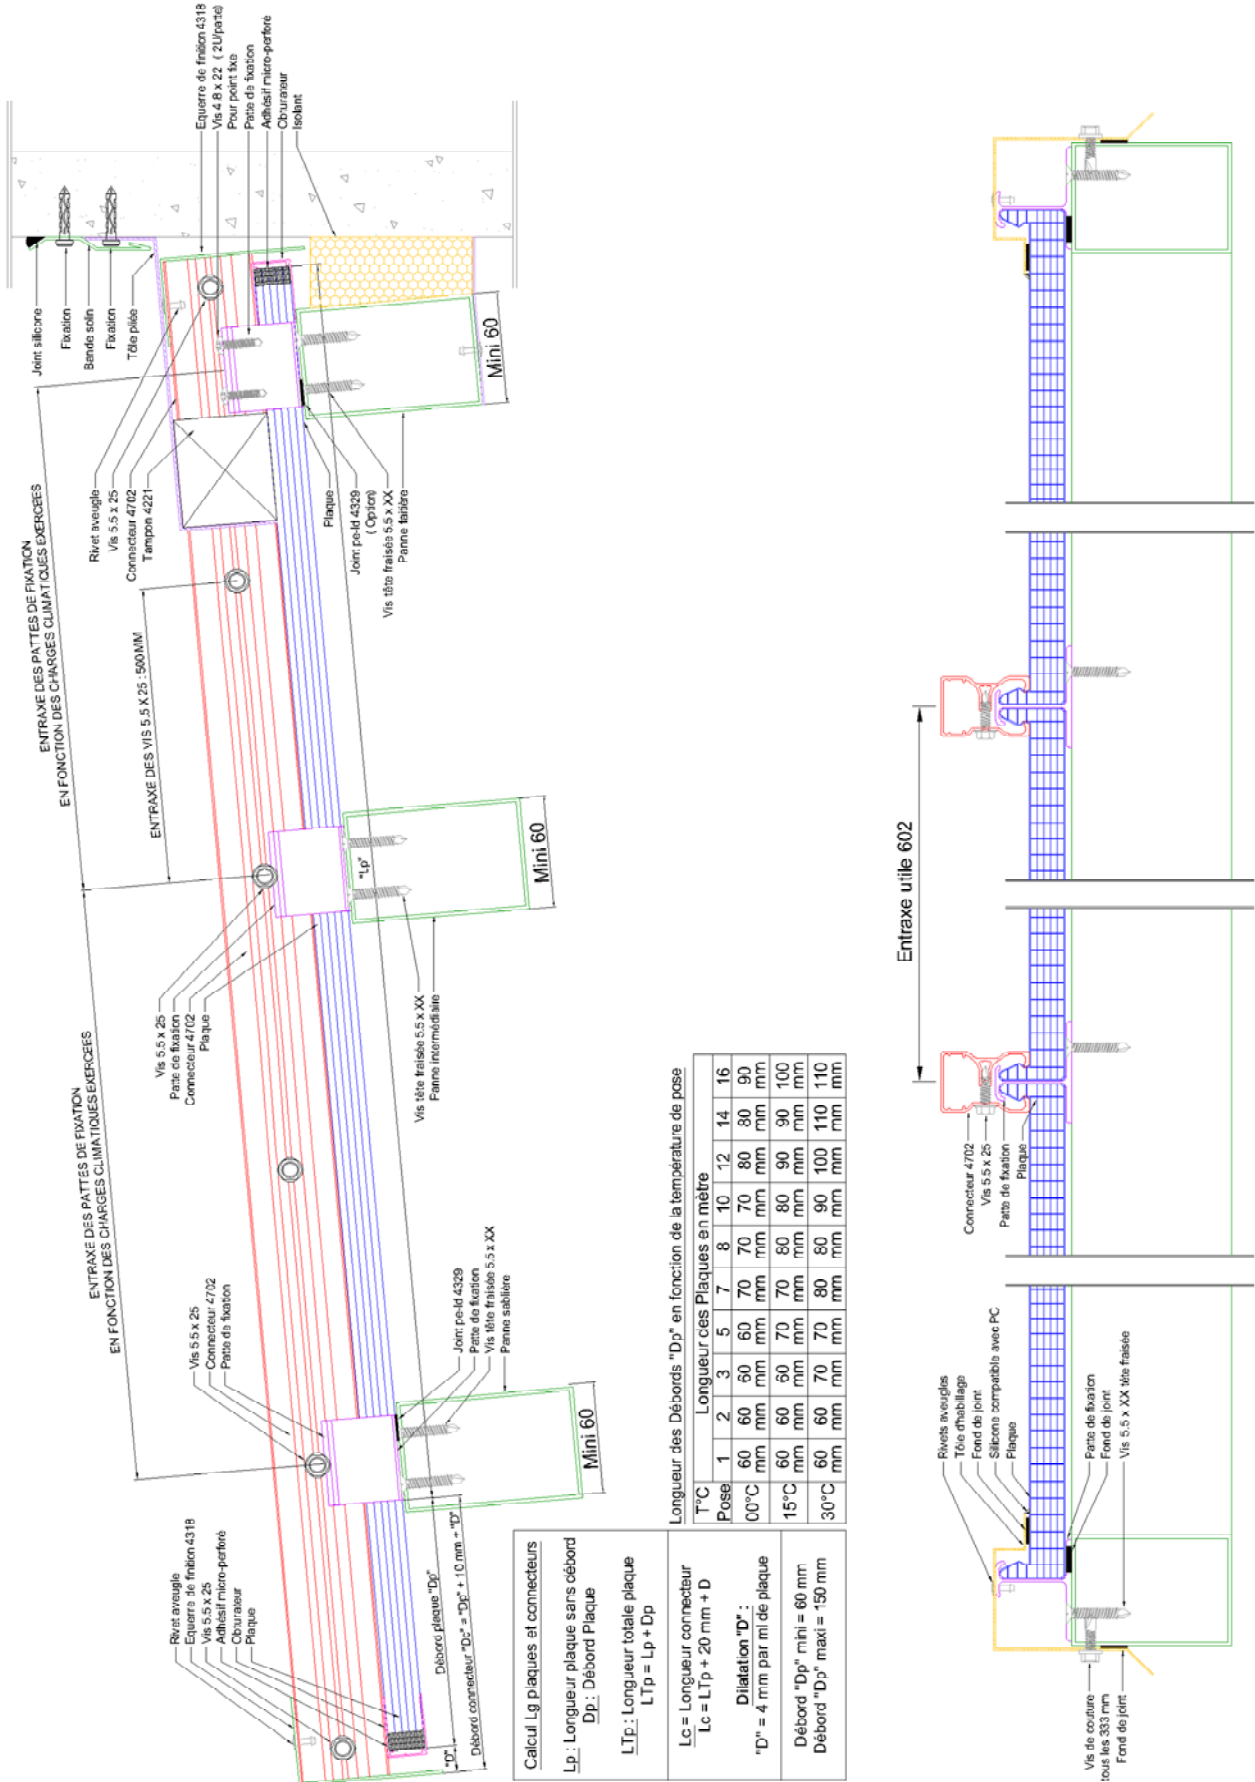 Joint silicone
Fixation
Bande solin
Fixation
Tôle pliée
Equerre de finition 4318
Vis 4.8 x 22 ( 2U/patte)
Pour point fixe
Patte de fixation
Adhésif micro-perforé
Obturateur
Isolant
ENTRAXE DES PATTES DE FIXATION
EN FONCTION DES CHARGES CLIMATIQUES EXERCEES
Rivet aveugle
Vis 5.5 x 25
Connecteur 4702
Tampon 4221
ENTRAXE DES VIS 5.5 X 25 : 500MM
Plaque
Joint pe-ld 4329
(Option)
Vis tête fraisée 5.5 x XX
Panne faîtière
Mini 60
ENTRAXE DES PATTES DE FIXATION
EN FONCTION DES CHARGES CLIMATIQUES EXERCEES
Vis 5.5 x 25
Patte de fixation
Connecteur 4702
Plaque
"Lp"
Vis tête fraisée 5.5 x XX
Panne intermédiaire
Mini 60
Vis 5.5 x 25
Connecteur 4702
Patte de fixation
Joint pe-ld 4329
Patte de fixation
Vis tête fraisée 5.5 x XX
Panne sablière
Mini 60
Rivet aveugle
Equerre de finition 4318
Vis 5.5 x 25
Adhésif micro-perforé
Obturateur
Plaque
"D"
Débord plaque "Dp"
Débord connecteur "Dc" = "Dp" + 10 mm + "D"
Calcul Lg plaques et connecteurs
Lp : Longueur plaque sans débord
Dp : Débord Plaque
LTp : Longueur totale plaque
LTp = Lp + Dp
Lc = Longueur connecteur
Lc = LTp + 20 mm + D
Dilatation "D" :
"D" = 4 mm par ml de plaque
Débord "Dp" mini = 60 mm
Débord "Dp" maxi = 150 mm
Longueur des Débords "Dp" en fonction de la température de pose
T°C Longueur des Plaques en mètre
Pose 1 2 3 5 7 8 10 12 14 16
00°C 60 mm 60 mm 60 mm 60 mm 70 mm 70 mm 70 mm 80 mm 80 mm 90 mm
15°C 60 mm 60 mm 60 mm 70 mm 70 mm 80 mm 80 mm 90 mm 90 mm 100 mm
30°C 60 mm 60 mm 70 mm 70 mm 80 mm 80 mm 90 mm 100 mm 110 mm 110 mm
Entraxe utile 602
Connecteur 4702
Vis 5.5 x 25
Patte de fixation
Plaque
Rivets aveugles
Tôle d'habillage
Fond de joint
Silicone compatible avec PC
Plaque
Patte de fixation
Fond de joint
Vis 5.5 x XX tête fraisée
Vis de couture
tous les 333 mm
Fond de joint